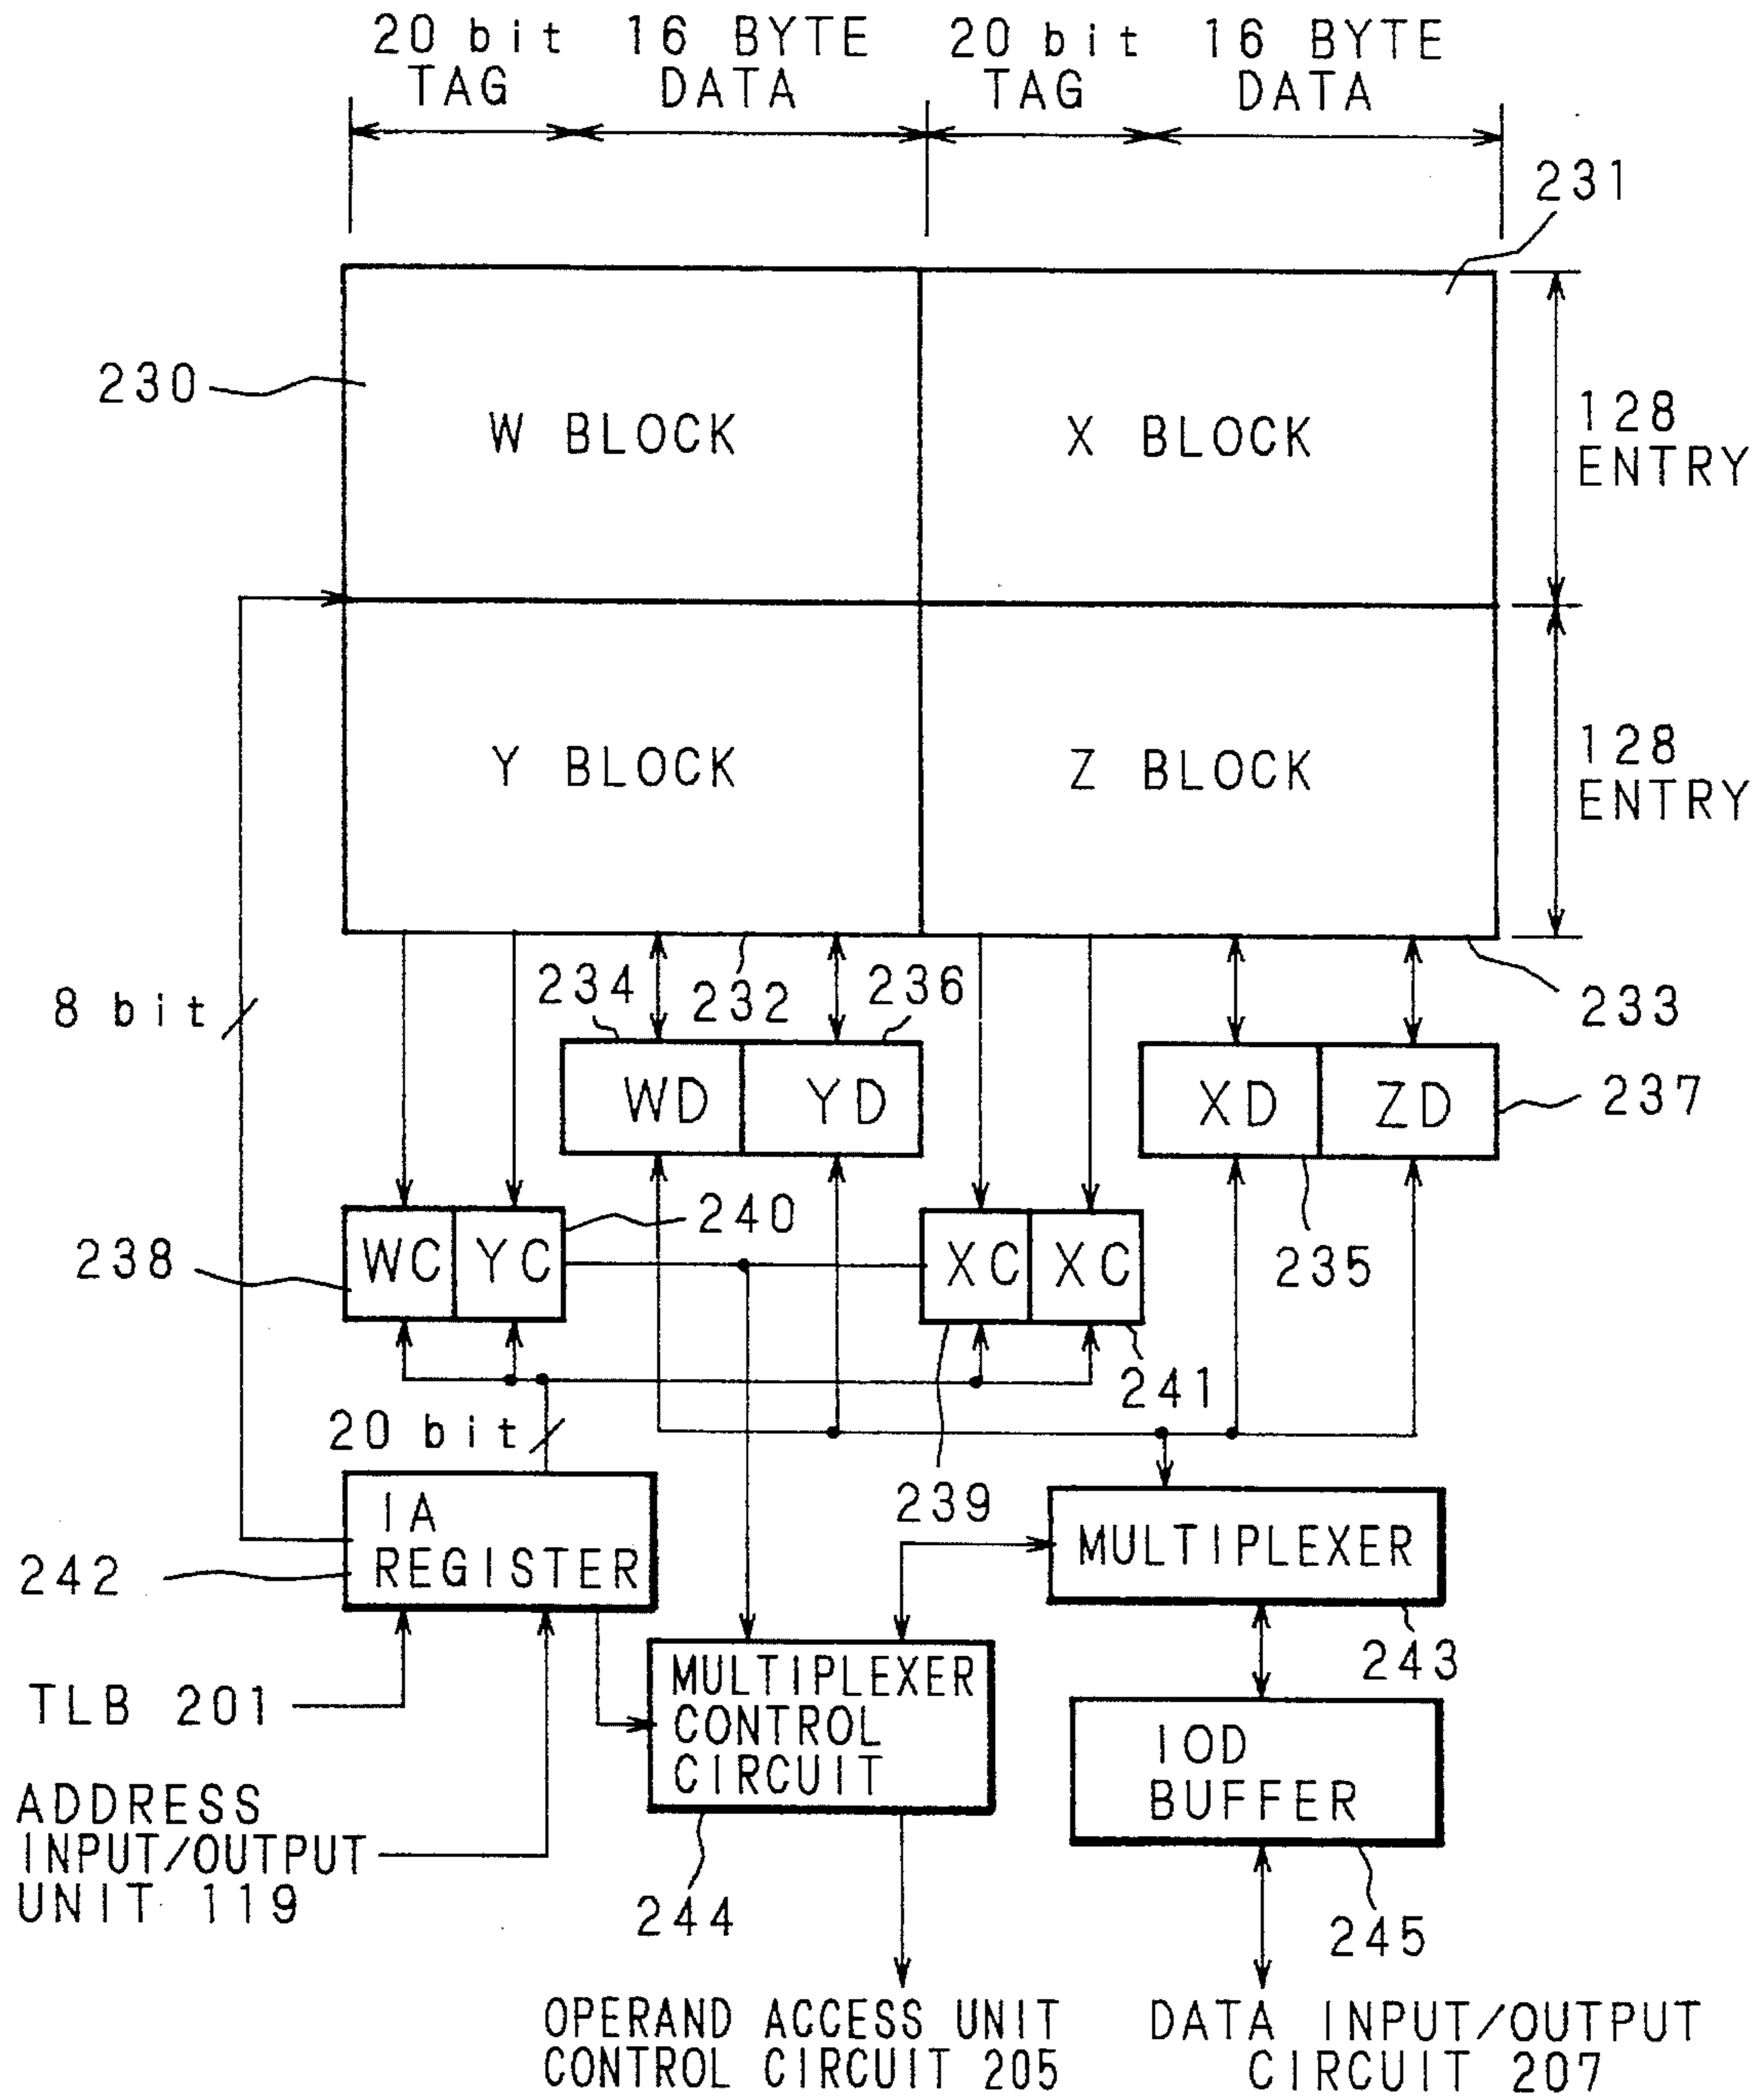 20 bit 16 BYTE 20 bit 16 BYTE
TAG DATA TAG DATA
231
230
W BLOCK
X BLOCK
128
ENTRY
Y BLOCK
Z BLOCK
128
ENTRY
8 bit
234
232
236
233
WD
YD
XD
ZD
237
240
238
WC
YC
XC
XC
235
241
20 bit
239
IA
REGISTER
242
MULTIPLEXER
243
TLB 201
MULTIPLEXER
CONTROL
CIRCUIT
IOD
BUFFER
ADDRESS
INPUT/OUTPUT
UNIT 119
244
245
OPERAND ACCESS UNIT
CONTROL CIRCUIT 205
DATA INPUT/OUTPUT
CIRCUIT 207